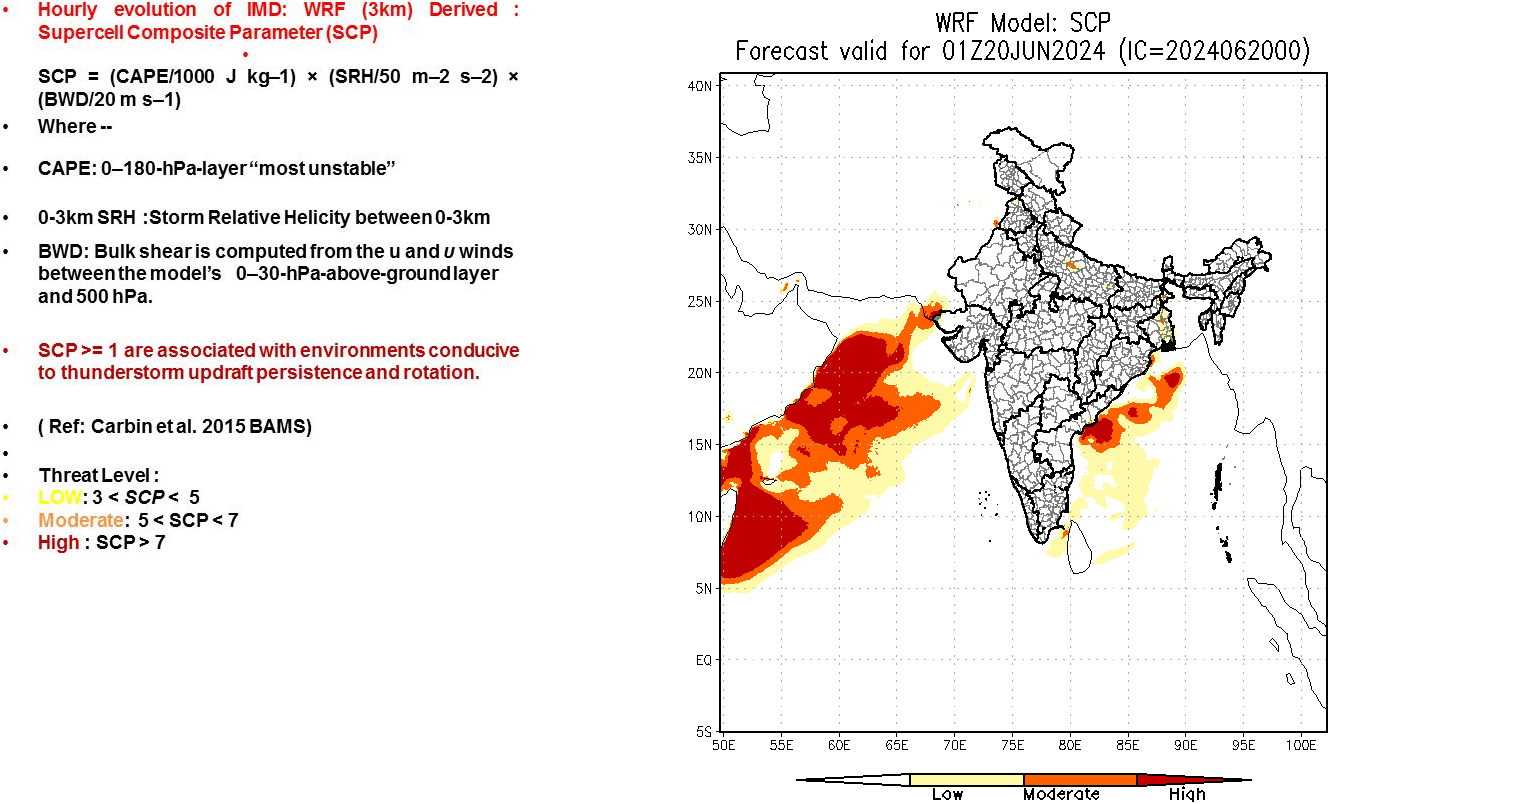 • Hourly evolution of IMD: WRF (3km) Derived :
Supercell Composite Parameter (SCP)
•
SCP = (CAPE/1000 J kg–1) × (SRH/50 m–2 s–2) ×
(BWD/20 m s–1)
• Where --
• CAPE: 0–180-hPa-layer “most unstable”
• 0-3km SRH :Storm Relative Helicity between 0-3km
• BWD: Bulk shear is computed from the u and υ winds
between the model’s 0–30-hPa-above-ground layer
and 500 hPa.
• SCP >= 1 are associated with environments conducive
to thunderstorm updraft persistence and rotation.
• ( Ref: Carbin et al. 2015 BAMS)
•
• Threat Level :
• LOW: 3 < SCP < 5
• Moderate: 5 < SCP < 7
• High : SCP > 7
WRF Model: SCP
Forecast valid for 01Z20JUN2024 (IC=2024062000)
40N
35N
30N
25N
20N
15N
10N
5N
EQ
5S
50E 55E 60E 65E 70E 75E 80E 85E 90E 95E 100E
Low Moderate High